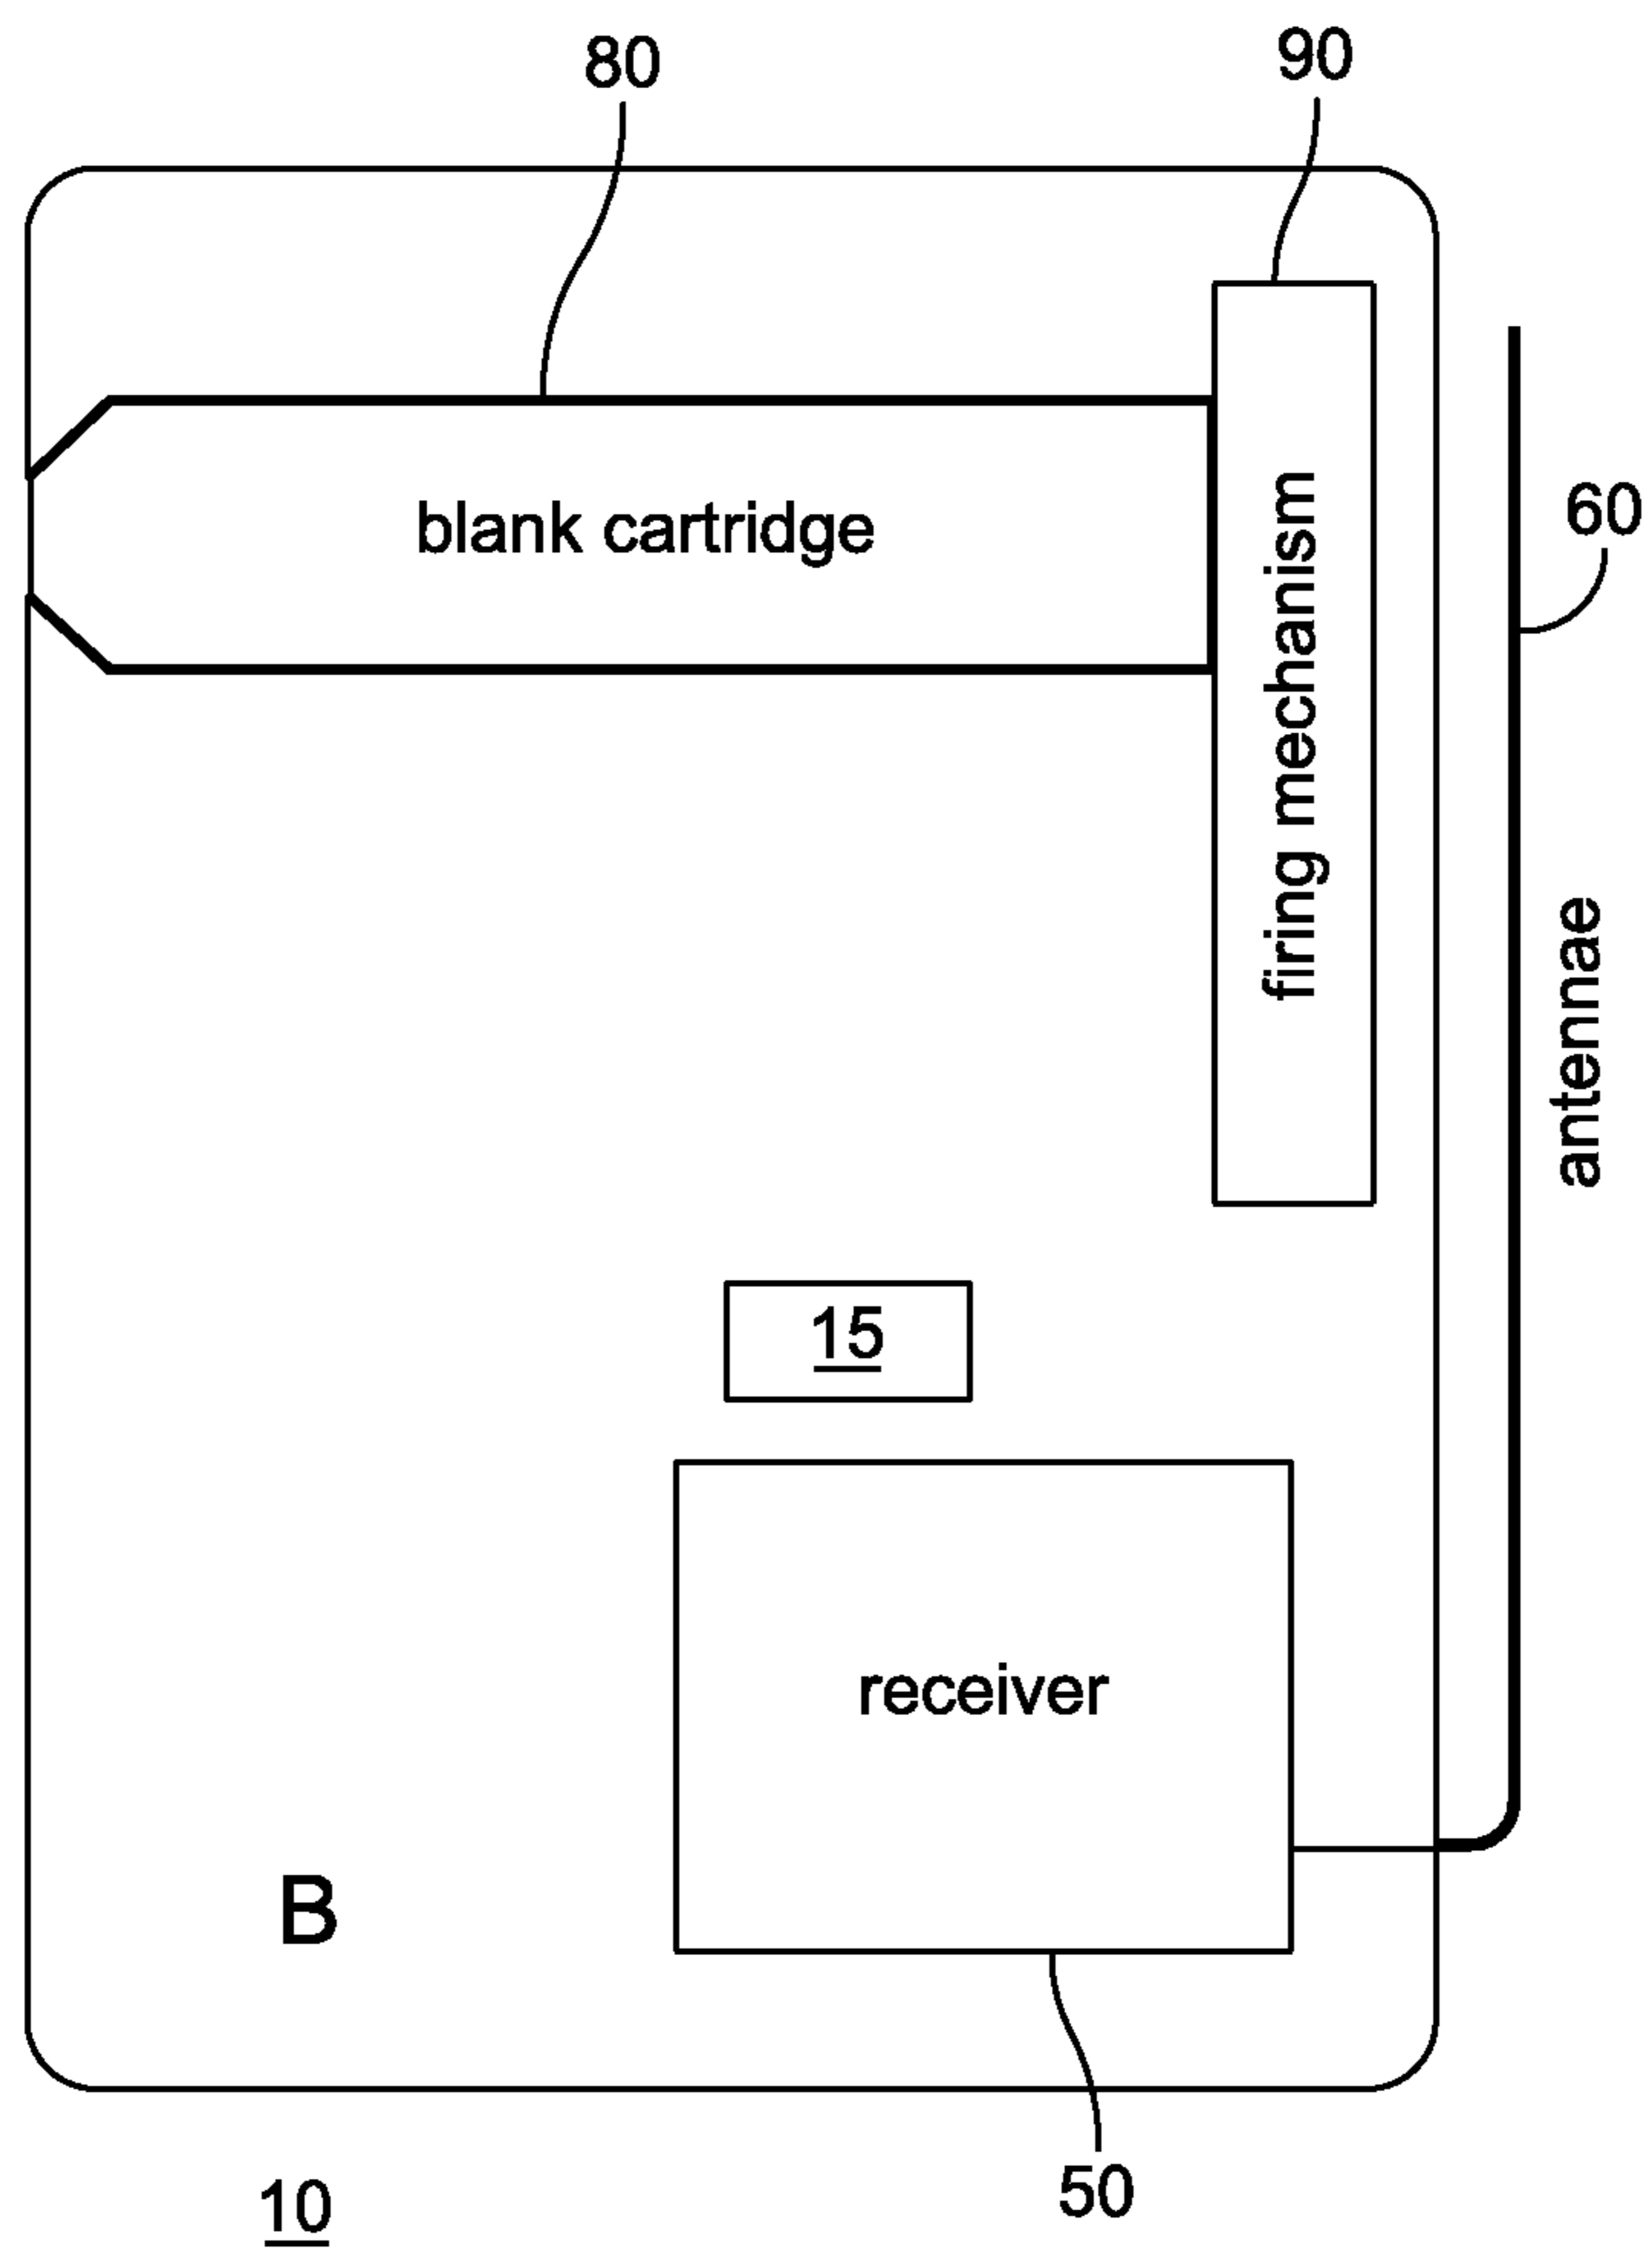 80
90
blank cartridge
firing mechanism
60
antennae
15
receiver
B
50
10